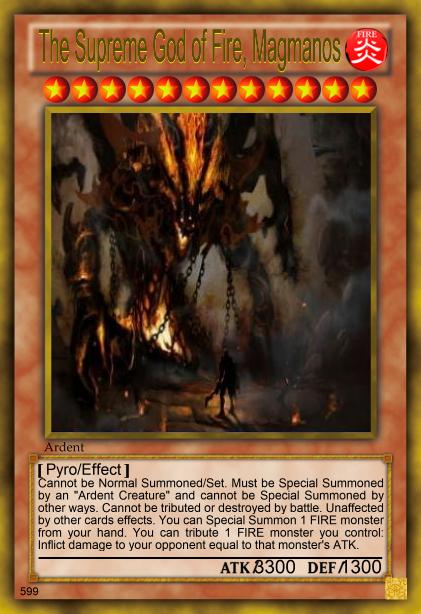 The Supreme God of Fire, Magmanos
FIRE
炎
Ardent
[ Pyro/Effect ]
Cannot be Normal Summoned/Set. Must be Special Summoned
by an "Ardent Creature" and cannot be Special Summoned by
other ways. Cannot be tributed or destroyed by battle. Unaffected
by other cards effects. You can Special Summon 1 FIRE monster
from your hand. You can tribute 1 FIRE monster you control:
Inflict damage to your opponent equal to that monster's ATK.
ATK/3300 DEF/1300
599